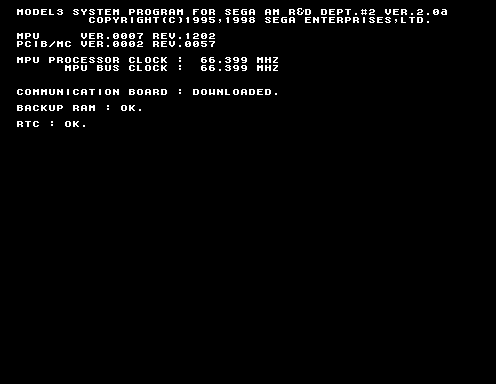 MODEL3 SYSTEM PROGRAM FOR SEGA AM R&D DEPT.#2 VER.2.0a
COPYRIGHT(C)1995,1998 SEGA ENTERPRISES,LTD.
MPU VER.0007 REV.1202
PCIB/MC VER.0002 REV.0057
MPU PROCESSOR CLOCK : 66.399 MHZ
MPU BUS CLOCK : 66.399 MHZ
COMMUNICATION BOARD : DOWNLOADED.
BACKUP RAM : OK.
RTC : OK.